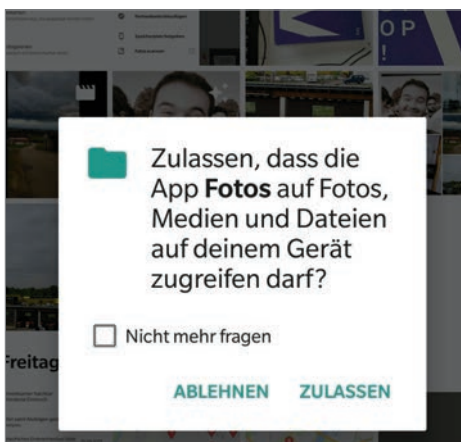 O P
!
Zulassen, dass die
App Fotos auf Fotos,
Medien und Dateien
auf deinem Gerät
zugreifen darf?
Nicht mehr fragen
Freitag
ABLEHNEN ZULASSEN